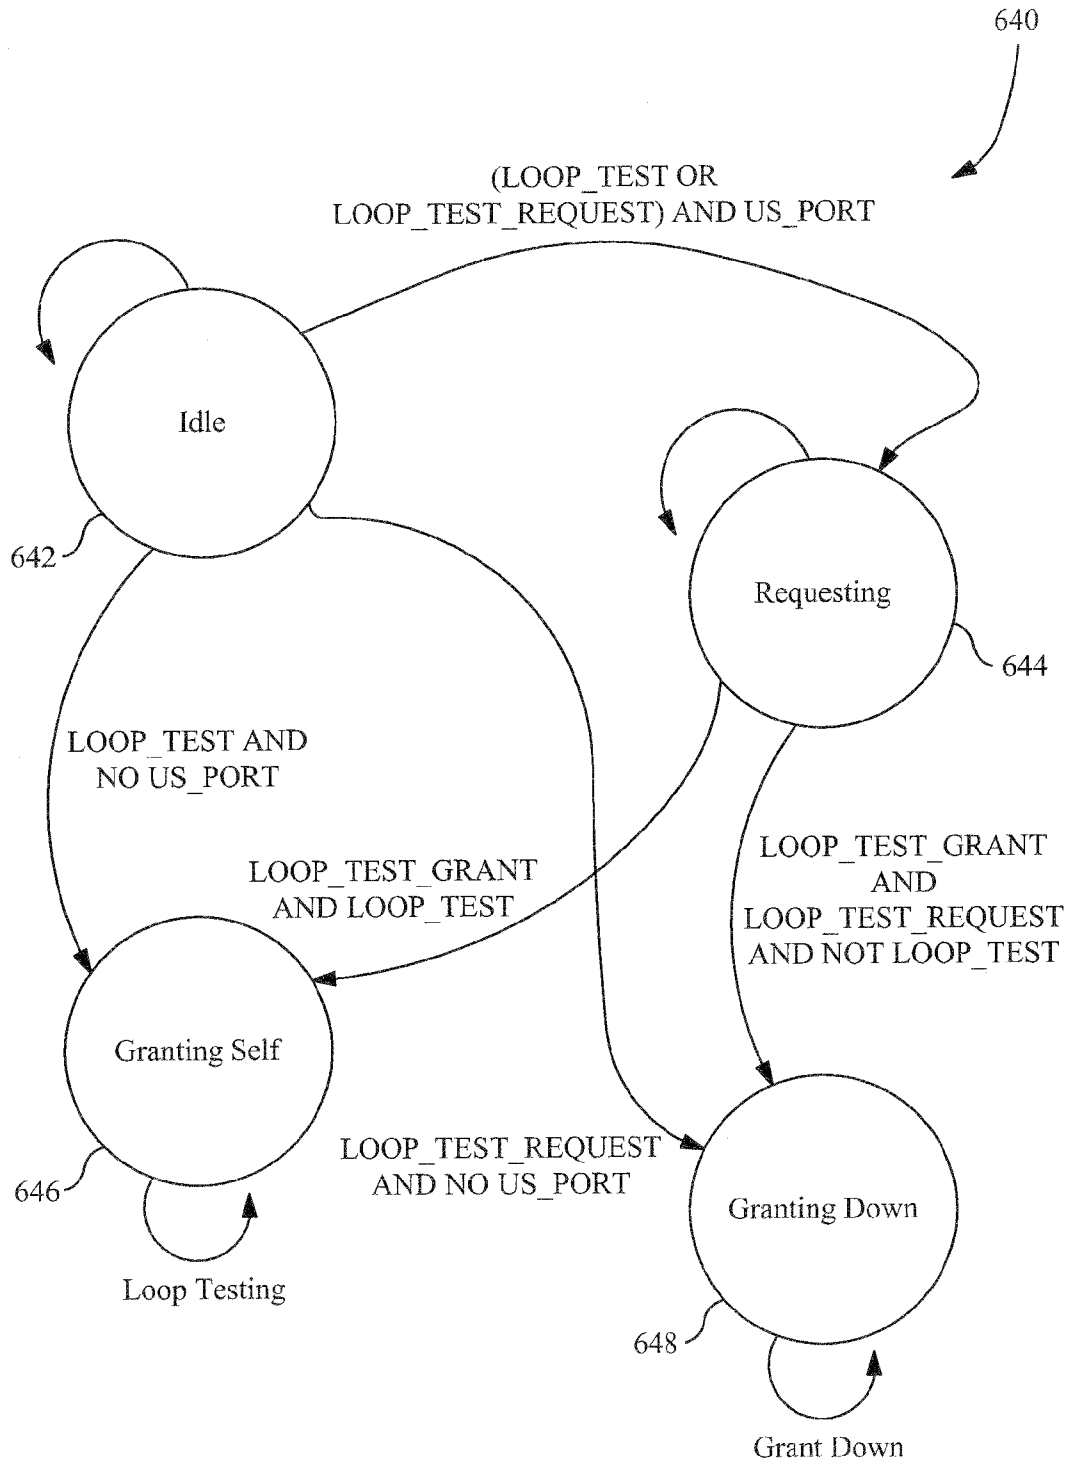 640
(LOOP_TEST OR
LOOP_TEST_REQUEST) AND US_PORT
Idle
642
Requesting
644
LOOP_TEST AND
NO US_PORT
LOOP_TEST_GRANT
AND LOOP_TEST
LOOP_TEST_GRANT
AND
LOOP_TEST_REQUEST
AND NOT LOOP_TEST
Granting Self
646
LOOP_TEST_REQUEST
AND NO US_PORT
Granting Down
Loop Testing
648
Grant Down